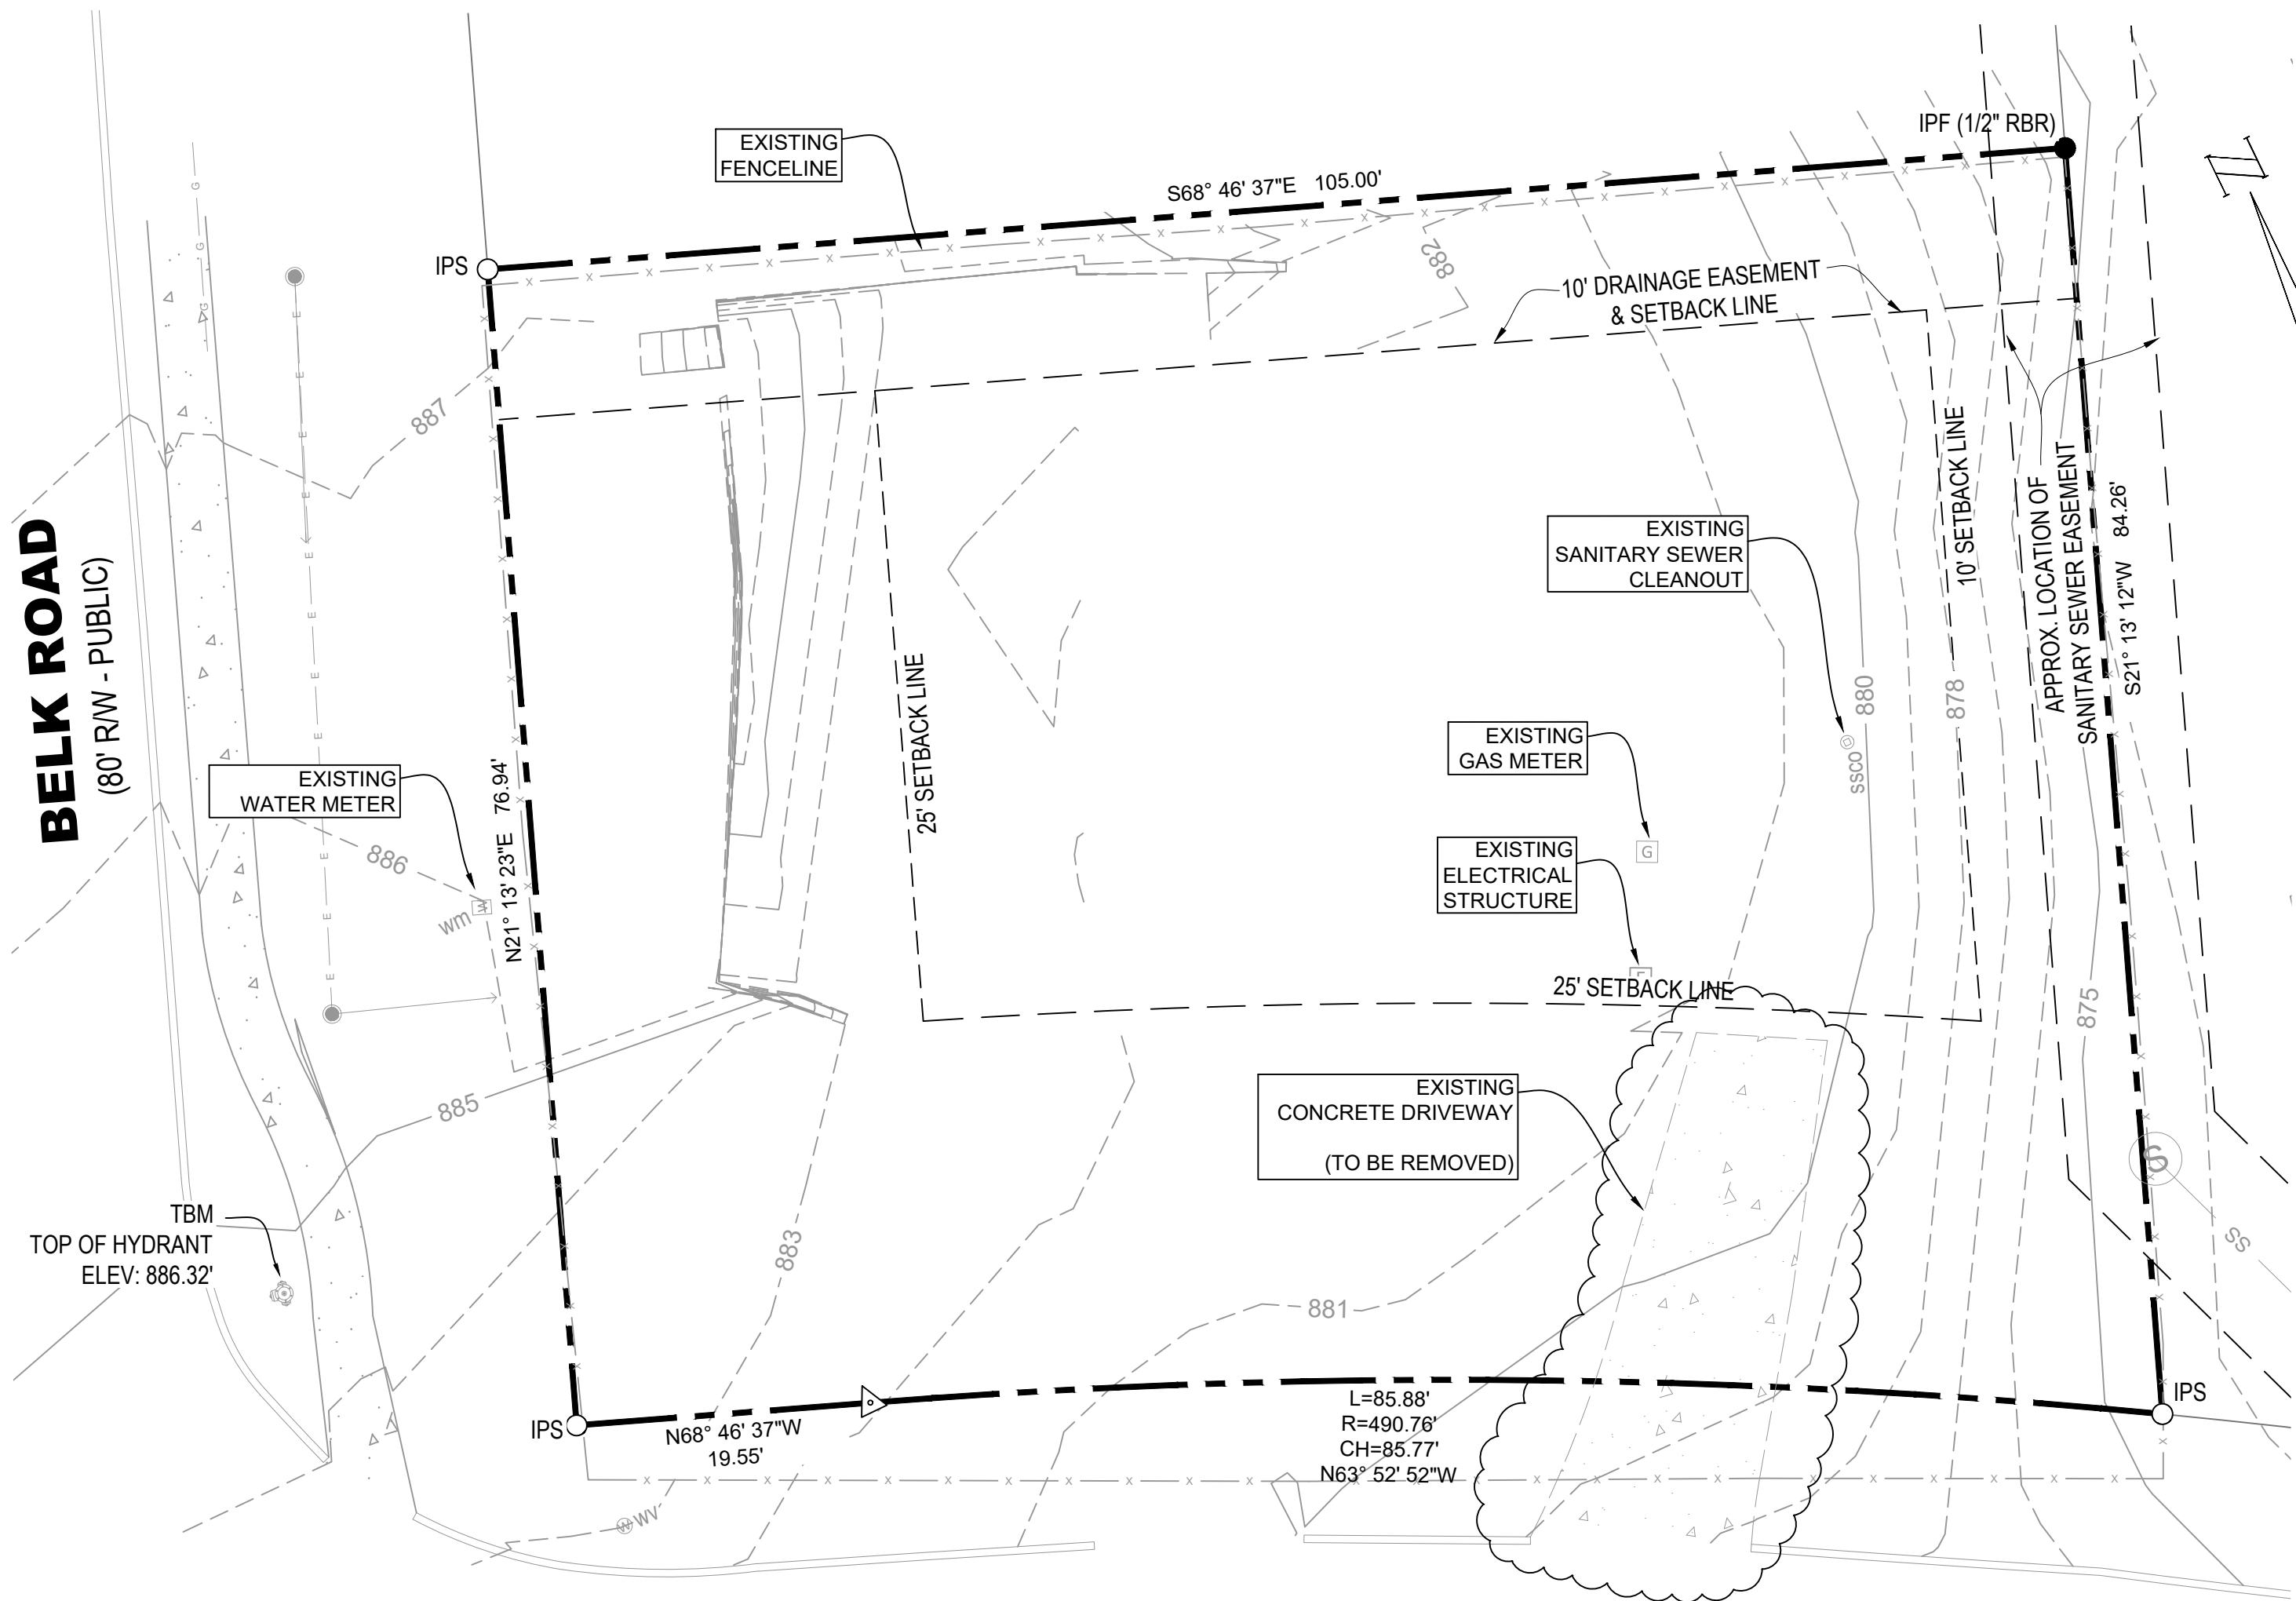 IPF (1/2" RBR)
EXISTING
FENCELINE
S68° 46' 37"E 105.00'
N
IPS
882
10' DRAINAGE EASEMENT
& SETBACK LINE
887
BELK ROAD
(80' R/W - PUBLIC)
10' SETBACK LINE
APPROX. LOCATION OF
SANITARY SEWER EASEMENT
S21° 13' 12"W 84.26'
EXISTING
SANITARY SEWER
CLEANOUT
25' SETBACK LINE
880
878
ssco
EXISTING
GAS METER
G
EXISTING
WATER METER
N21° 13' 23"E 76.94'
886
wm
W
EXISTING
ELECTRICAL
STRUCTURE
E
25' SETBACK LINE
875
885
EXISTING
CONCRETE DRIVEWAY
(TO BE REMOVED)
S
SS
TBM
TOP OF HYDRANT
ELEV: 886.32'
883
881
IPS
N68° 46' 37"W
19.55'
L=85.88'
R=490.76'
CH=85.77'
N63° 52' 52"W
IPS
W
WV